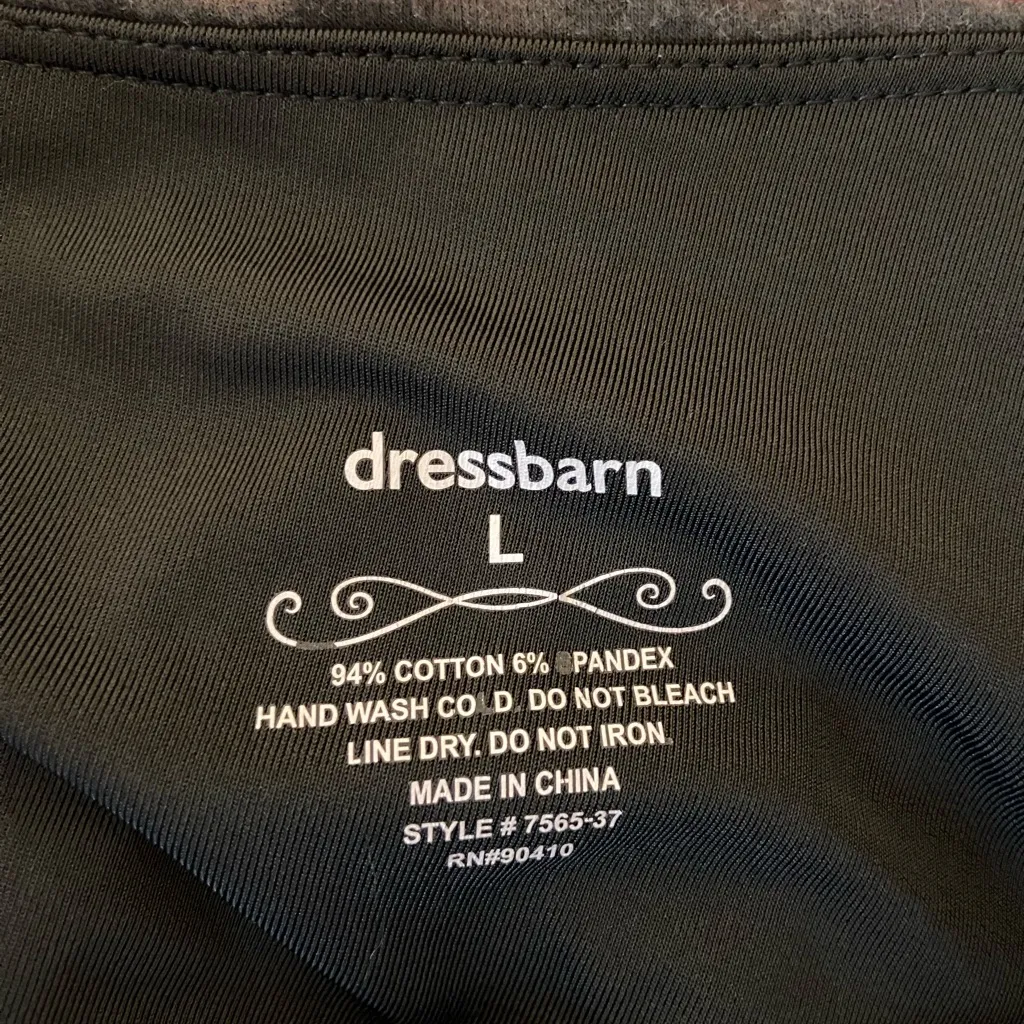 dressbarn
L
94% COTTON 6% SPANDEX
HAND WASH COLD. DO NOT BLEACH
LINE DRY. DO NOT IRON.
MADE IN CHINA
STYLE # 7565-37
RN#90410